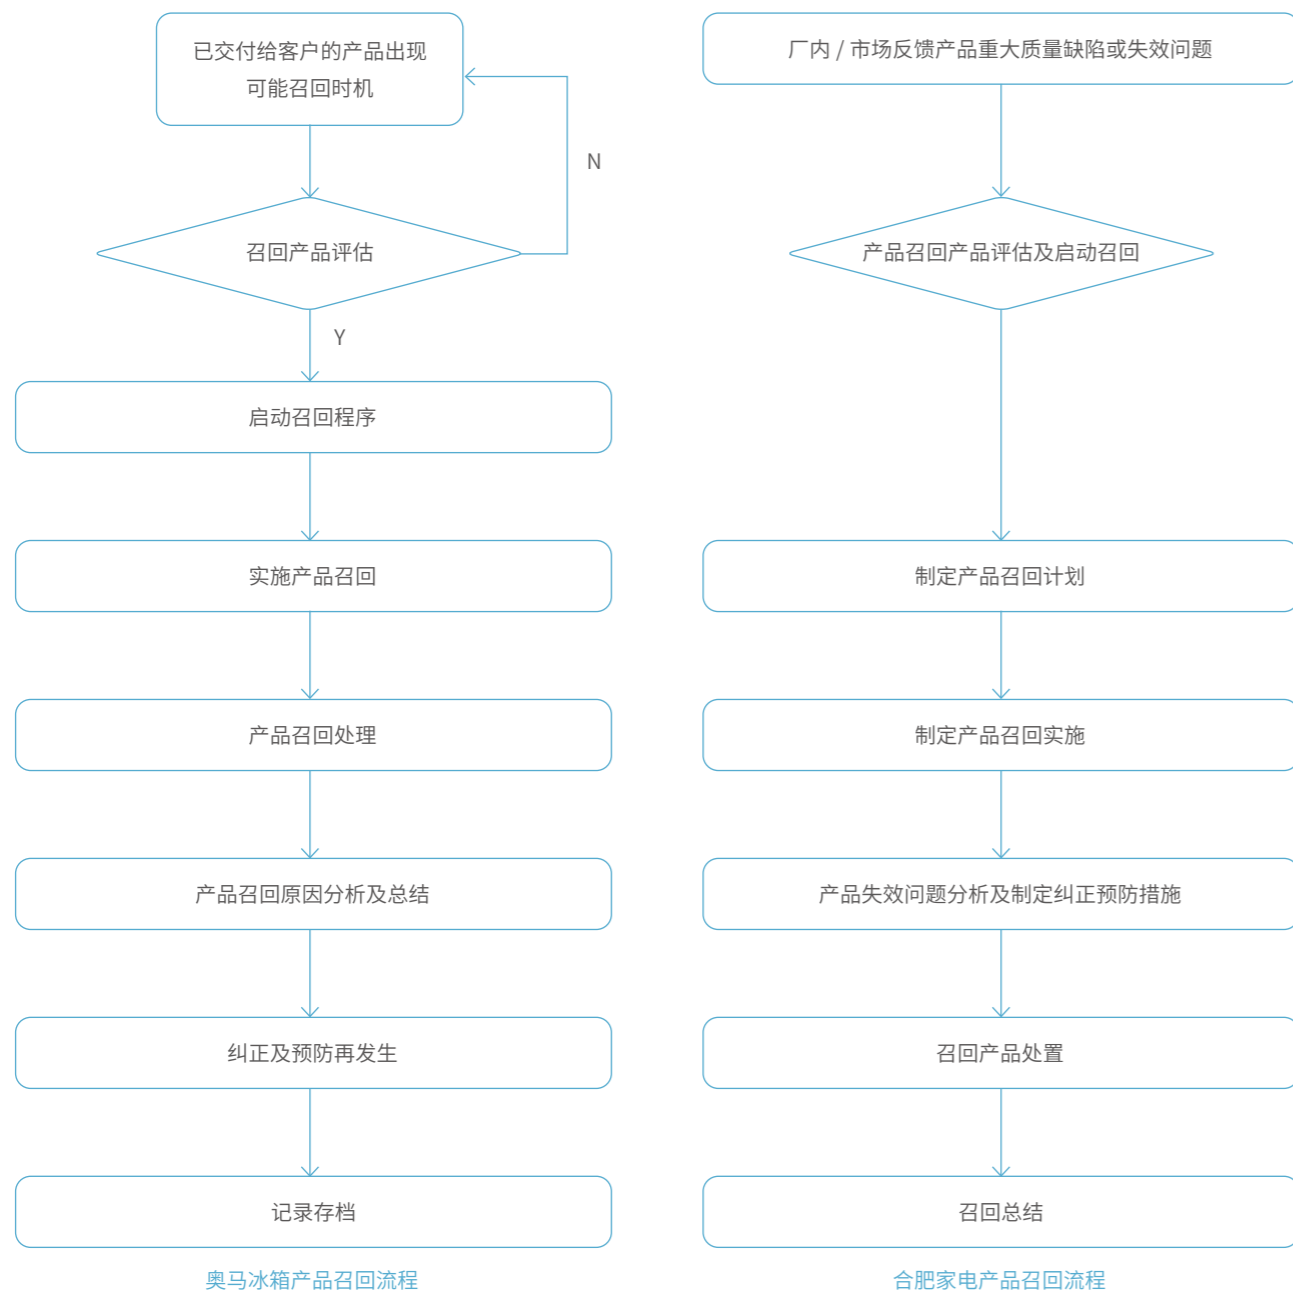 已交付给客户的产品出现
可能召回时机
N
召回产品评估
Y
启动召回程序
实施产品召回
产品召回处理
产品召回原因分析及总结
纠正及预防再发生
记录存档
奥马冰箱产品召回流程
厂内 / 市场反馈产品重大质量缺陷或失效问题
产品召回产品评估及启动召回
制定产品召回计划
制定产品召回实施
产品失效问题分析及制定纠正预防措施
召回产品处置
召回总结
合肥家电产品召回流程